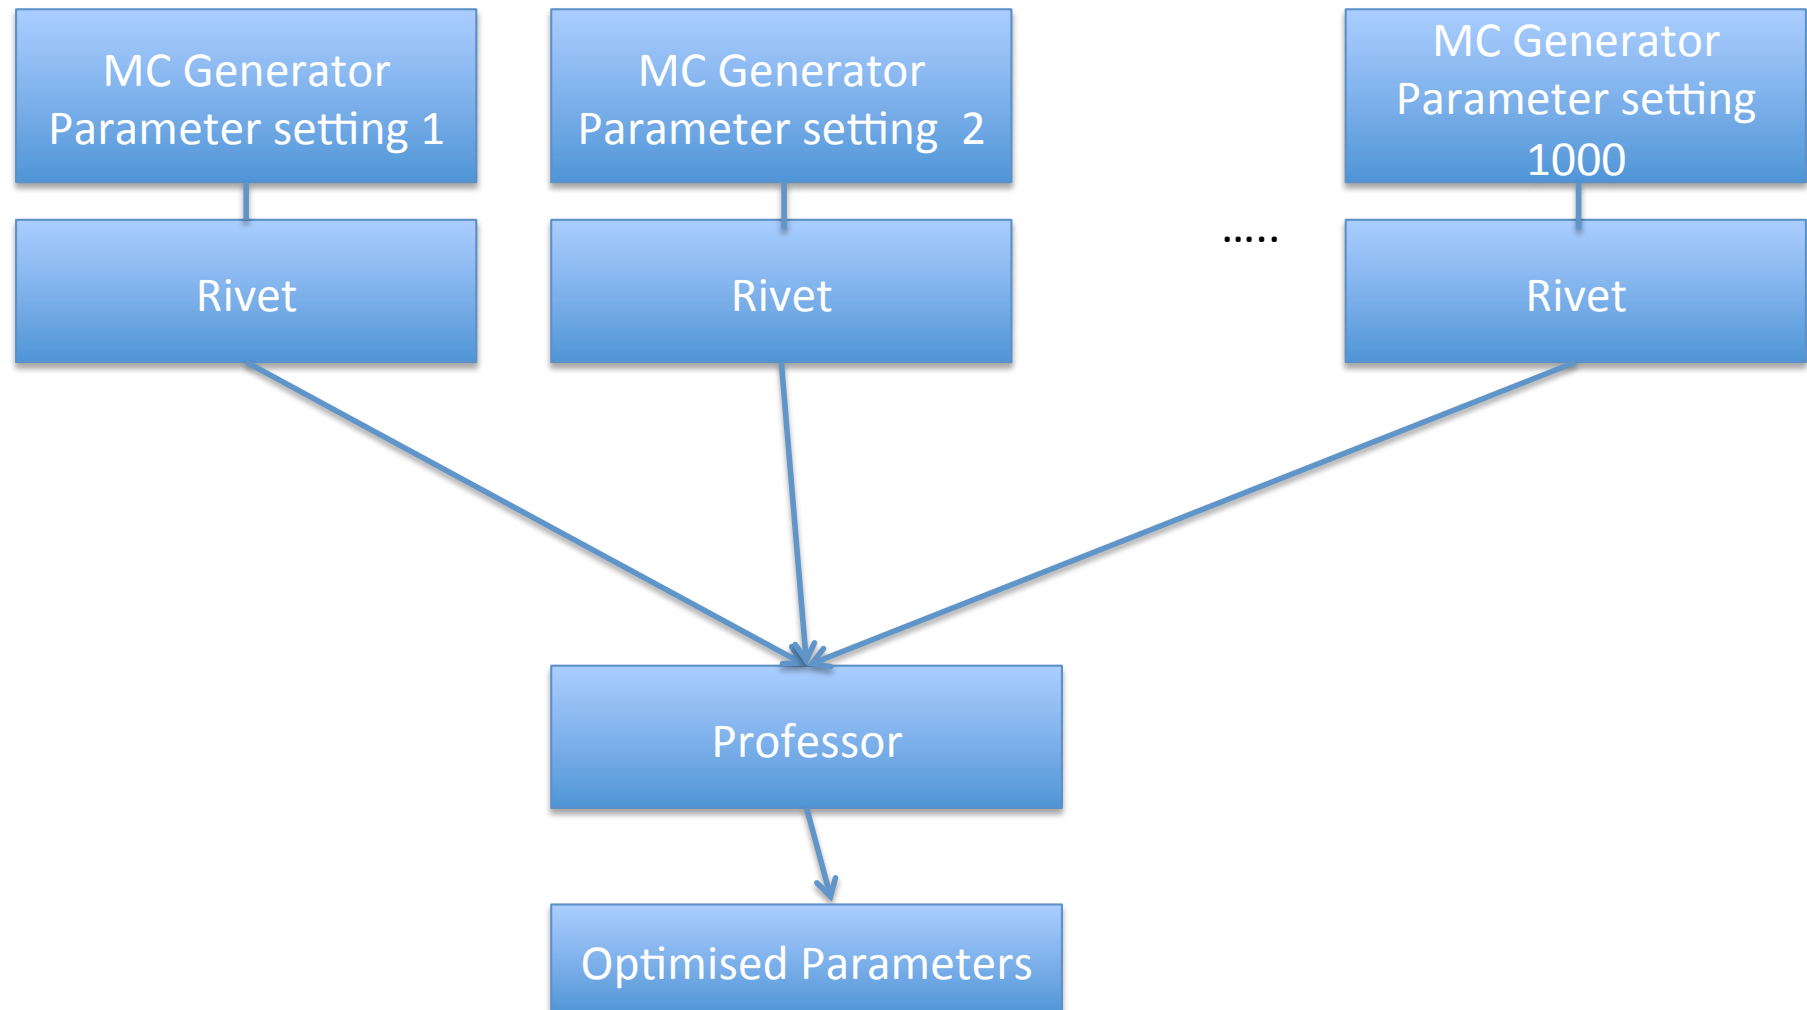 MC Generator
Parameter setting 1
MC Generator
Parameter setting  2
MC Generator
Parameter setting
1000
Rivet
Rivet
.....
Rivet
Professor
Optimised Parameters